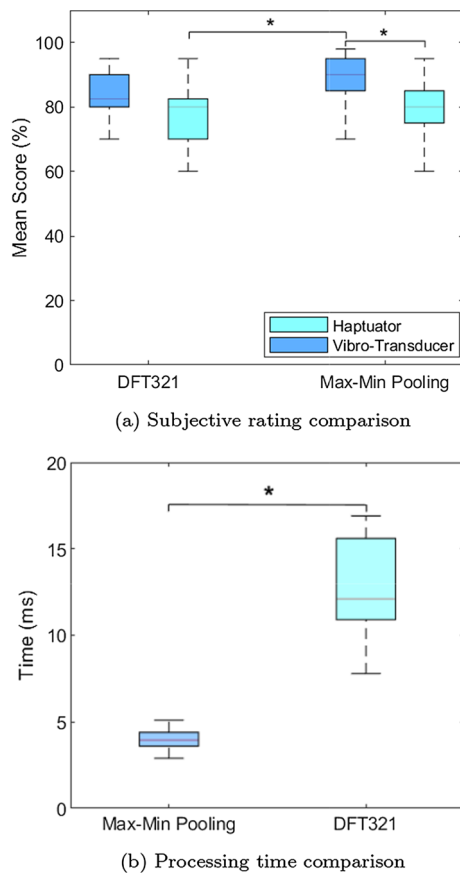 *
*
100
80
60
40
20
0
Mean Score (%)
Haptuator
Vibro-Transducer
DFT321
Max-Min Pooling
(a) Subjective rating comparison
20
15
10
5
0
Time (ms)
*
Max-Min Pooling
DFT321
(b) Processing time comparison